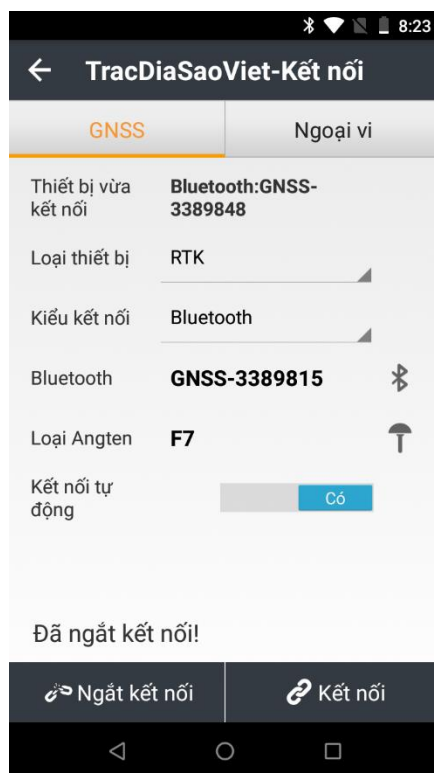 8:23
TracDiaSaoViet-Kết nối
GNSS
Ngoại vi
Thiết bị vừa
kết nối
Bluetooth:GNSS-
3389848
Loại thiết bị
RTK
Kiểu kết nối
Bluetooth
Bluetooth
GNSS-3389815
Loại Angten
F7
Kết nối tự
động
Có
Đã ngắt kết nối!
Ngắt kết nối
Kết nối